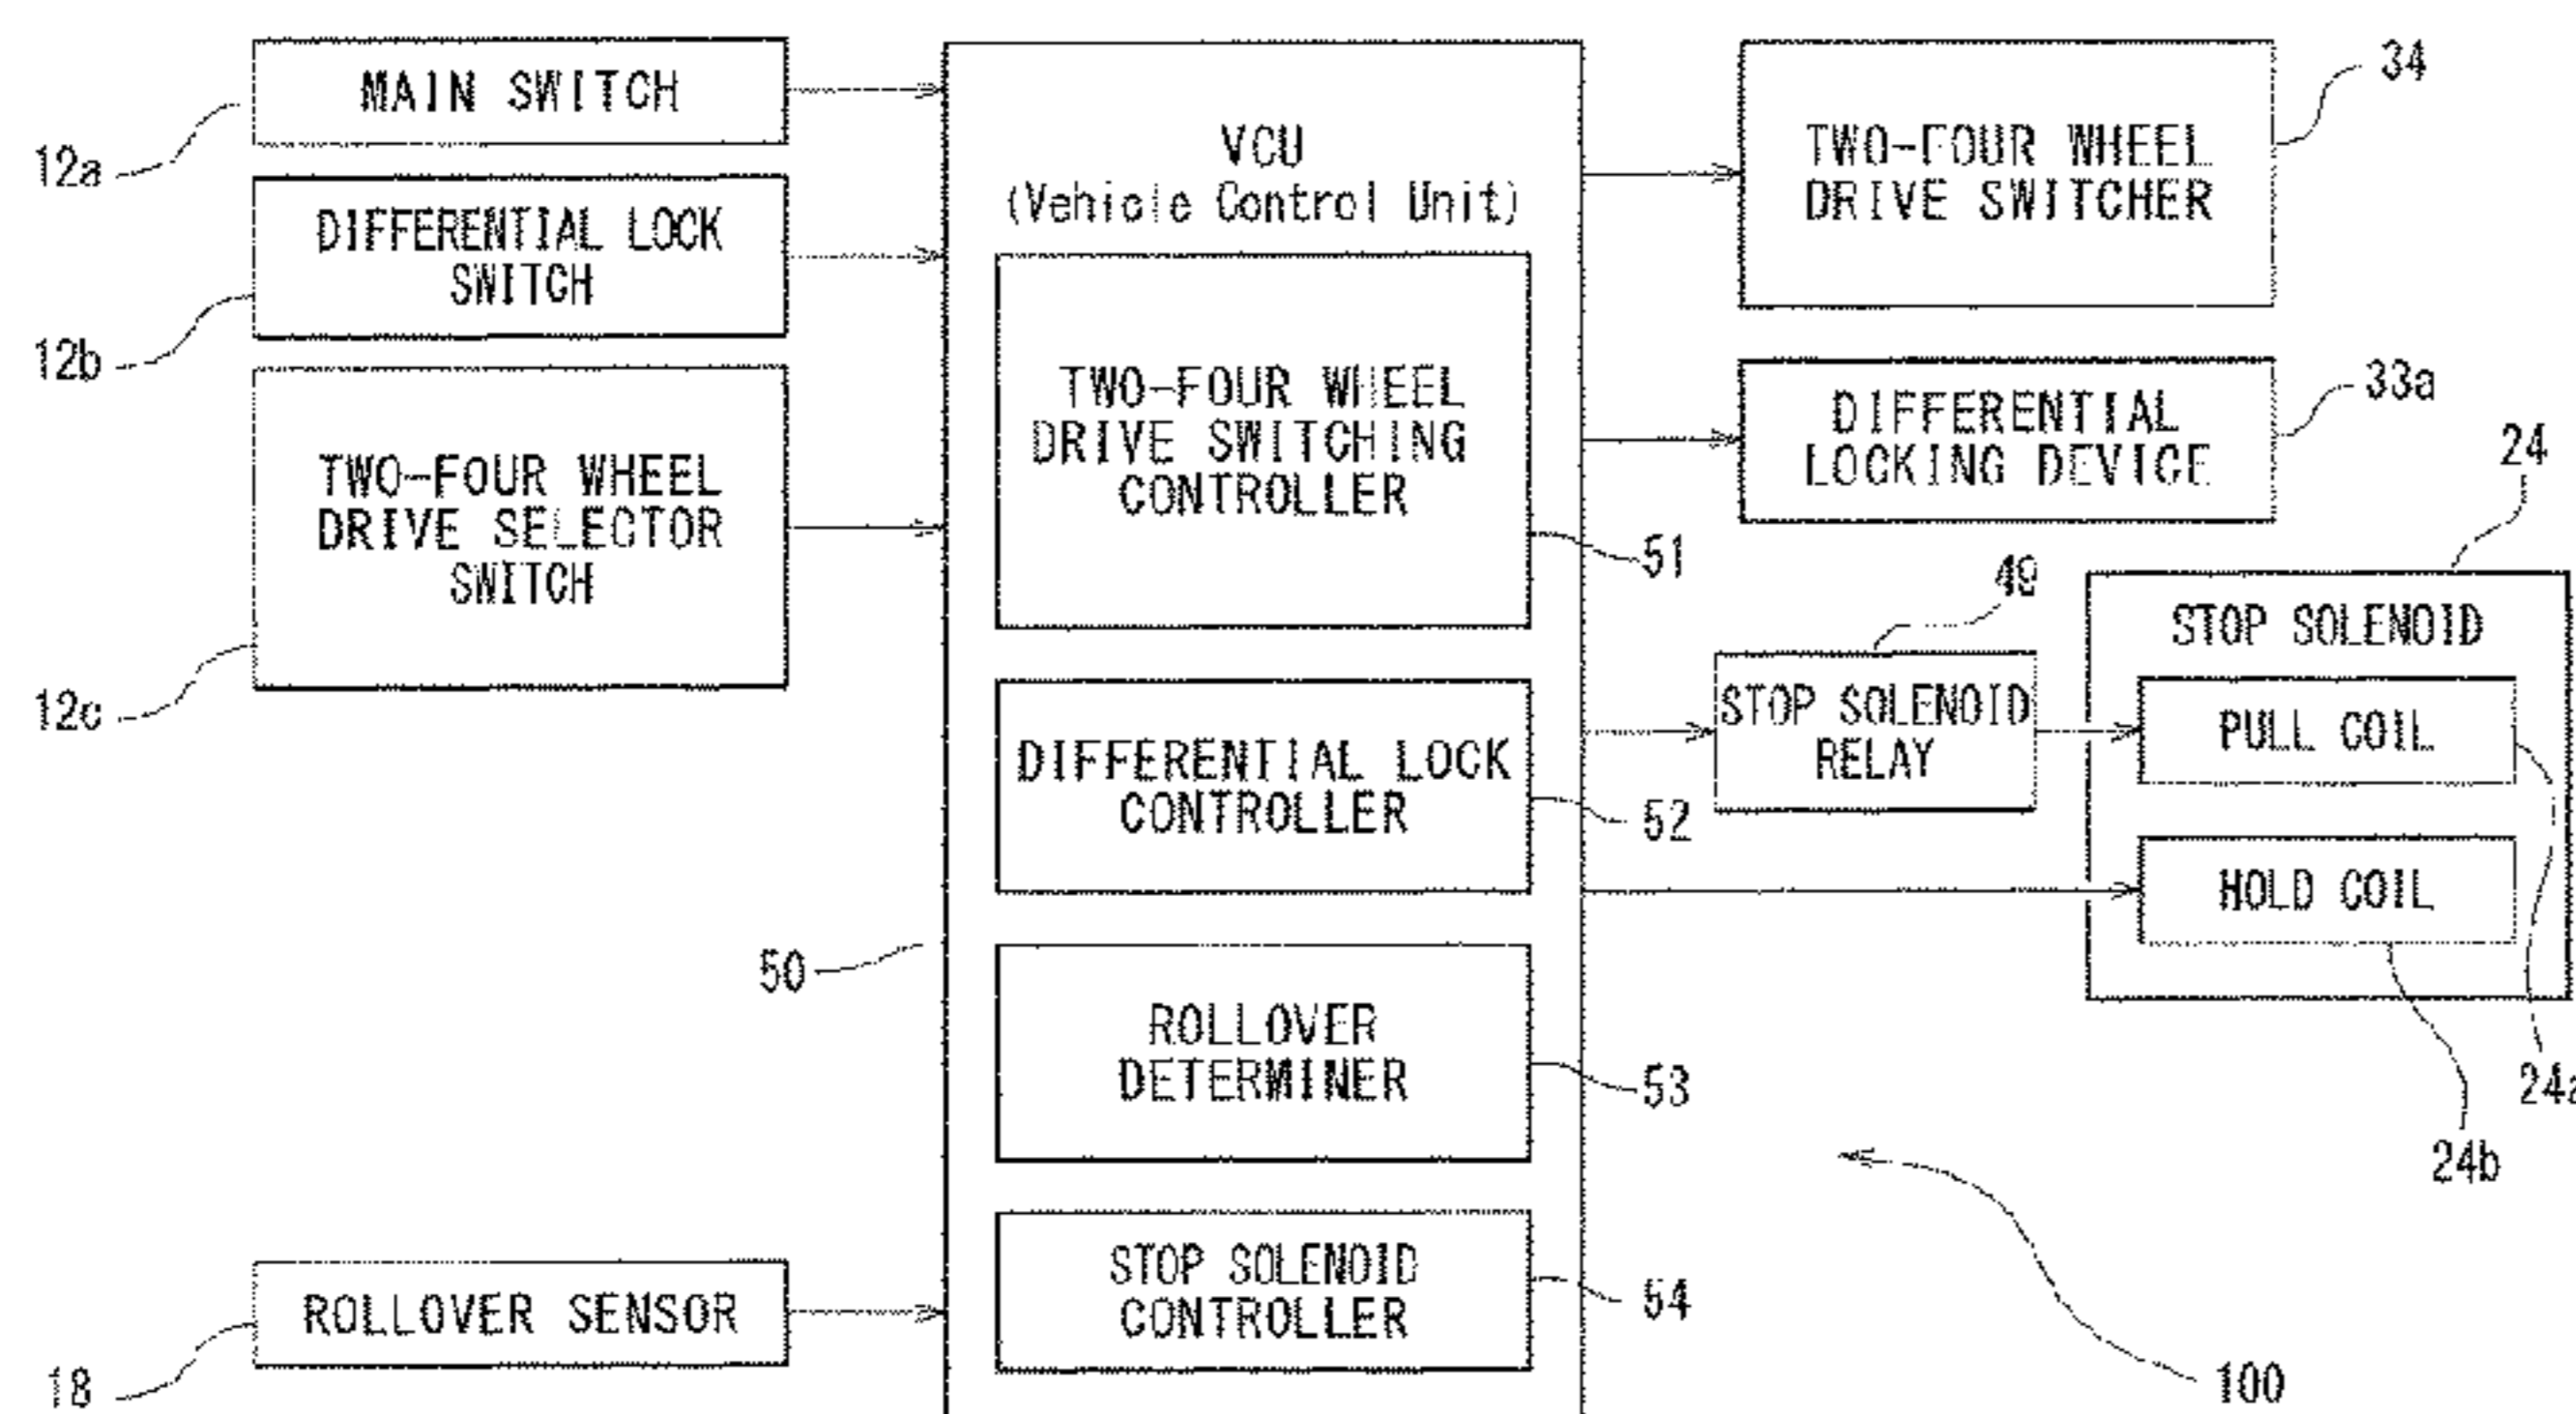 MAIN SWITCH
12a
DIFFERENTIAL LOCK
SWITCH
12b
TWO-FOUR WHEEL
DRIVE SELECTOR
SWITCH
12c
ROLLOVER SENSOR
18
VCU
(Vehicle Control Unit)
TWO-FOUR WHEEL
DRIVE SWITCHING
CONTROLLER
51
DIFFERENTIAL LOCK
CONTROLLER
52
50
ROLLOVER
DETERMINER
53
STOP SOLENOID
CONTROLLER
54
TWO-FOUR WHEEL
DRIVE SWITCHER
34
DIFFERENTIAL
LOCKING DEVICE
33a
24
49
STOP SOLENOID
RELAY
STOP SOLENOID
PULL COIL
HOLD COIL
24a
24b
100